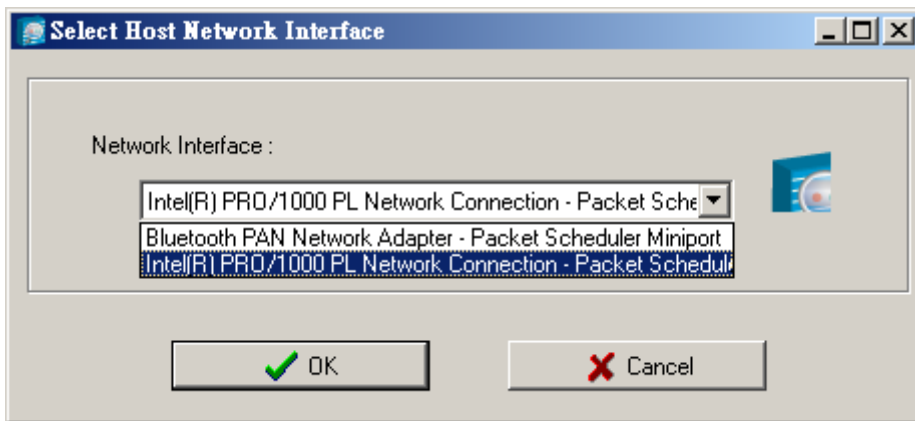 Select Host Network Interface
Network Interface :
Intel(R) PRO/1000 PL Network Connection - Packet Sche
Bluetooth PAN Network Adapter - Packet Scheduler Miniport
Intel(R) PRO/1000 PL Network Connection - Packet Schedul
OK
Cancel